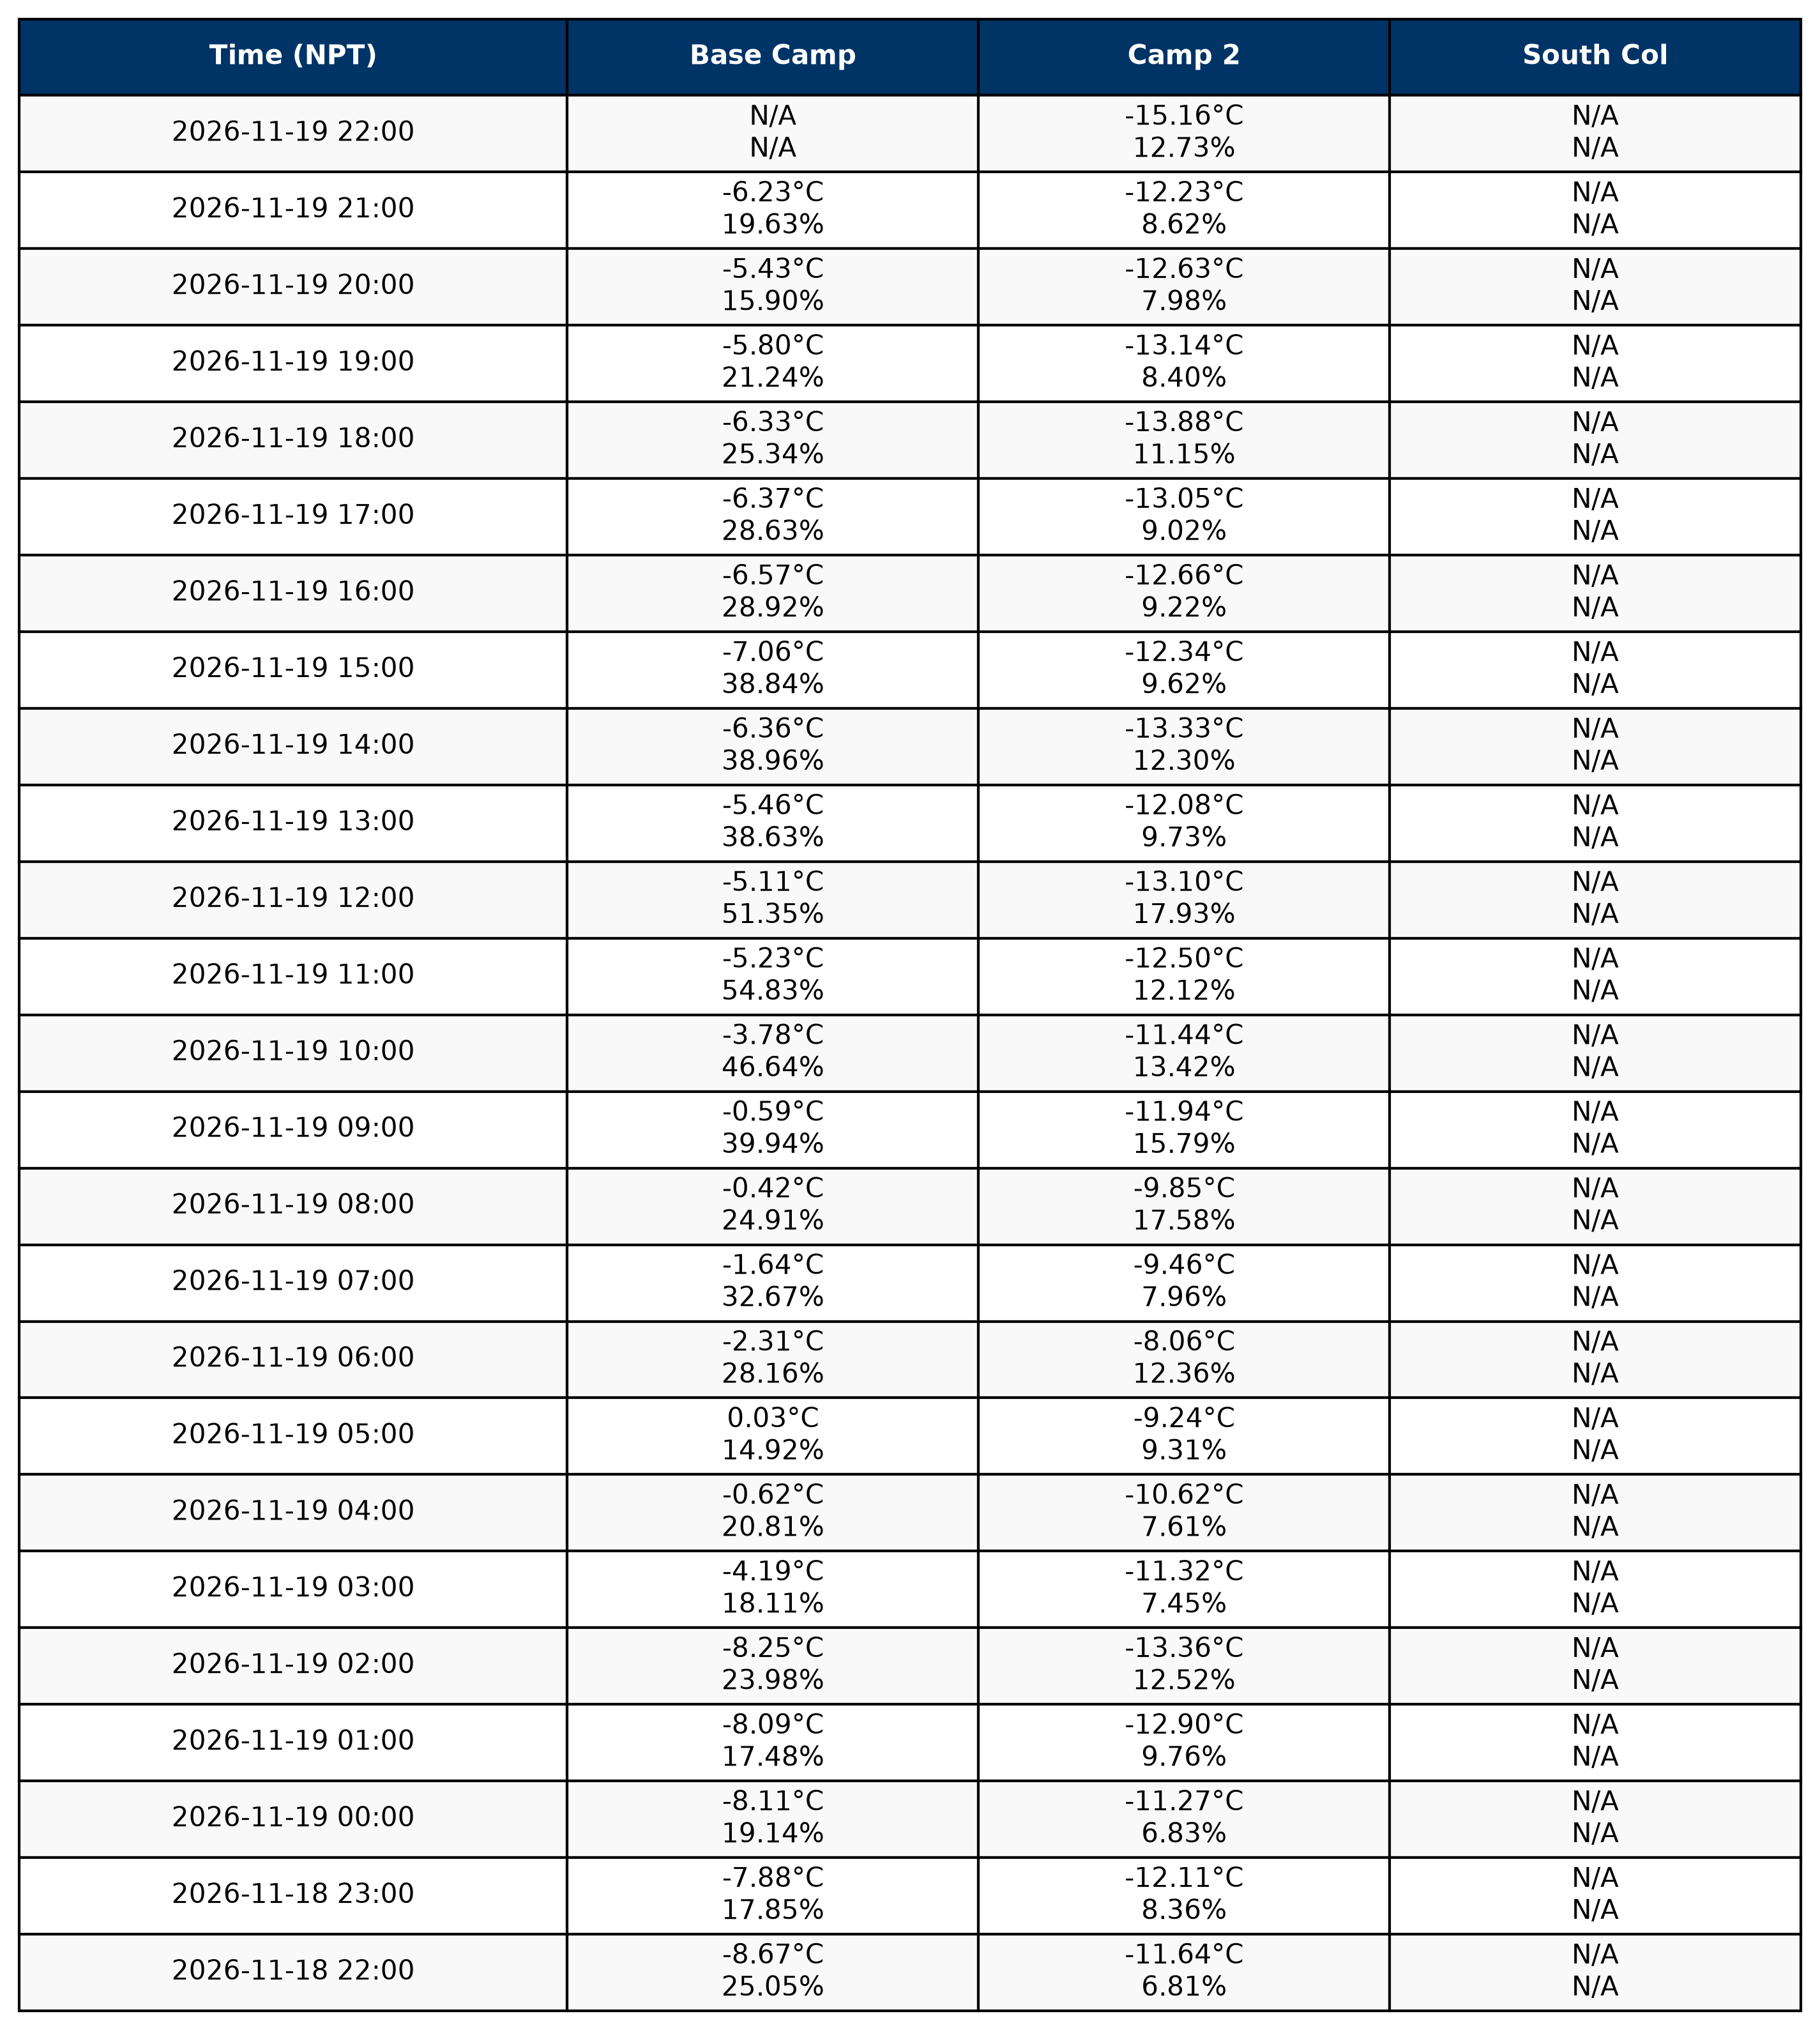 Time (NPT) Base Camp Camp 2 South Col
N/A -15.16°C N/A
2026-11-19 22:00
N/A 12.73% N/A
-6.23°C -12.23°C N/A
2026-11-19 21:00
19.63% 8.62% N/A
-5.43°C -12.63°C N/A
2026-11-19 20:00
15.90% 7.98% N/A
-5.80°C -13.14°C N/A
2026-11-19 19:00
21.24% 8.40% N/A
-6.33°C -13.88°C N/A
2026-11-19 18:00
25.34% 11.15% N/A
-6.37°C -13.05°C N/A
2026-11-19 17:00
28.63% 9.02% N/A
-6.57°C -12.66°C N/A
2026-11-19 16:00
28.92% 9.22% N/A
-7.06°C -12.34°C N/A
2026-11-19 15:00
38.84% 9.62% N/A
-6.36°C -13.33°C N/A
2026-11-19 14:00
38.96% 12.30% N/A
-5.46°C -12.08°C N/A
2026-11-19 13:00
38.63% 9.73% N/A
-5.11°C -13.10°C N/A
2026-11-19 12:00
51.35% 17.93% N/A
-5.23°C -12.50°C N/A
2026-11-19 11:00
54.83% 12.12% N/A
-3.78°C -11.44°C N/A
2026-11-19 10:00
46.64% 13.42% N/A
-0.59°C -11.94°C N/A
2026-11-19 09:00
39.94% 15.79% N/A
-0.42°C -9.85°C N/A
2026-11-19 08:00
24.91% 17.58% N/A
-1.64°C -9.46°C N/A
2026-11-19 07:00
32.67% 7.96% N/A
-2.31°C -8.06°C N/A
2026-11-19 06:00
28.16% 12.36% N/A
0.03°C -9.24°C N/A
2026-11-19 05:00
14.92% 9.31% N/A
-0.62°C -10.62°C N/A
2026-11-19 04:00
20.81% 7.61% N/A
-4.19°C -11.32°C N/A
2026-11-19 03:00
18.11% 7.45% N/A
-8.25°C -13.36°C N/A
2026-11-19 02:00
23.98% 12.52% N/A
-8.09°C -12.90°C N/A
2026-11-19 01:00
17.48% 9.76% N/A
-8.11°C -11.27°C N/A
2026-11-19 00:00
19.14% 6.83% N/A
-7.88°C -12.11°C N/A
2026-11-18 23:00
17.85% 8.36% N/A
-8.67°C -11.64°C N/A
2026-11-18 22:00
25.05% 6.81% N/A